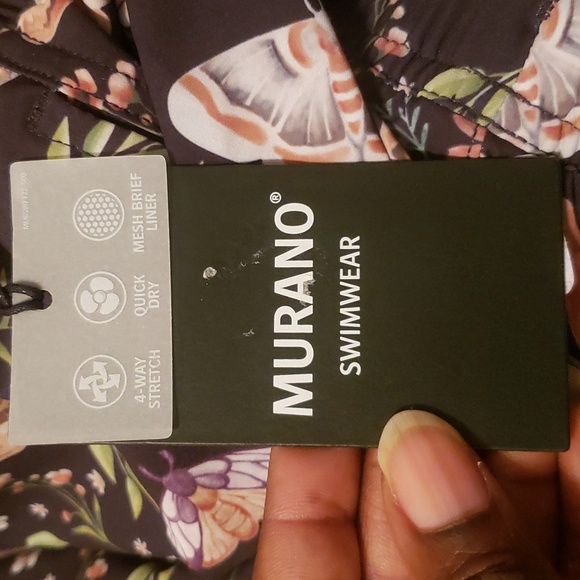 MURANO®
SWIMWEAR
4-WAY
STRETCH
QUICK
DRY
MESH BRIEF
LINER